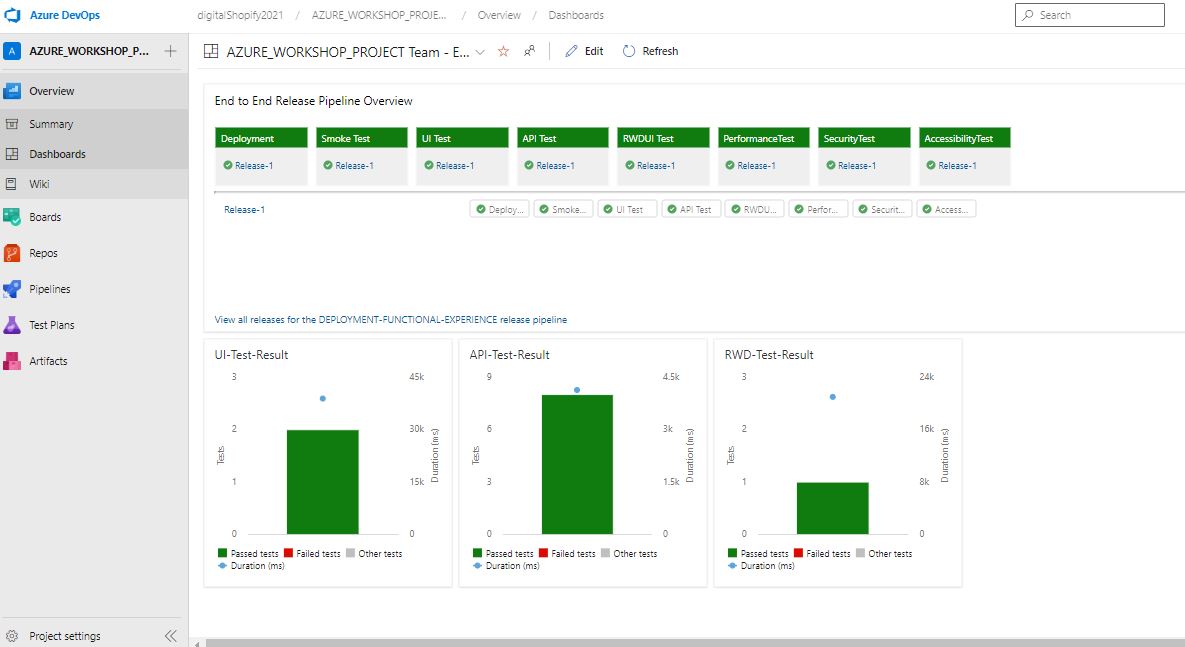 Azure DevOps
digitalShopify2021 / AZURE_WORKSHOP_PROJE... / Overview / Dashboards
Search
A AZURE_WORKSHOP_P...
Overview
Summary
Dashboards
Wiki
Boards
Repos
Pipelines
Test Plans
Artifacts
Project settings
AZURE_WORKSHOP_PROJECT Team - E...
Edit
Refresh
End to End Release Pipeline Overview
Deployment Smoke Test UI Test API Test RWDUI Test PerformanceTest SecurityTest AccessibilityTest
Release-1 Release-1 Release-1 Release-1 Release-1 Release-1 Release-1 Release-1
Release-1 Deploy... Smoke... UI Test API Test RWDU... Perfor... Securit... Access...
View all releases for the DEPLOYMENT-FUNCTIONAL-EXPERIENCE release pipeline
UI-Test-Result
3 45k
2 30k
1 15k
0 0
Tests
Duration (ms)
Passed tests Failed tests Other tests
Duration (ms)
API-Test-Result
9 4.5k
6 3k
3 1.5k
0 0
Tests
Duration (ms)
Passed tests Failed tests Other tests
Duration (ms)
RWD-Test-Result
3 24k
2 16k
1 8k
0 0
Tests
Duration (ms)
Passed tests Failed tests Other tests
Duration (ms)